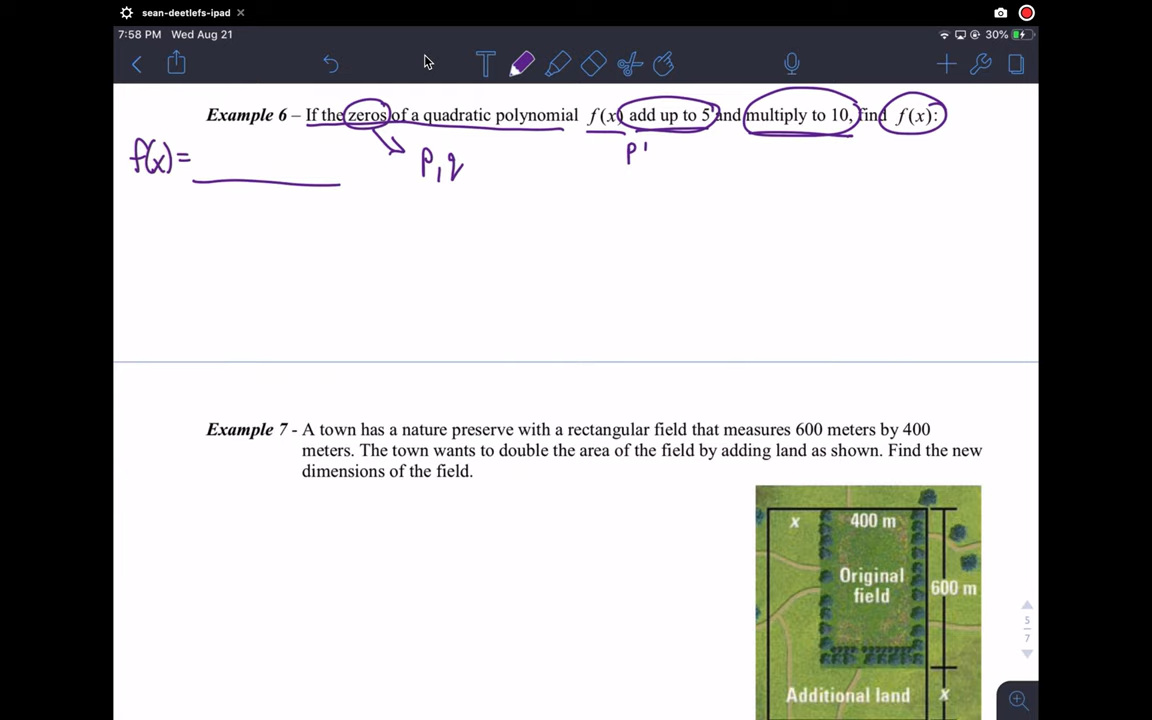 sean-deetlefs-ipad
7:58 PM Wed Aug 21
30%
Example 6 – If the zeros of a quadratic polynomial f(x) add up to 5 and multiply to 10, find f(x):
f(x)=
p, q
p
Example 7 - A town has a nature preserve with a rectangular field that measures 600 meters by 400
meters. The town wants to double the area of the field by adding land as shown. Find the new
dimensions of the field.
x 400 m
Original
field
600 m
Additional land x
5
7